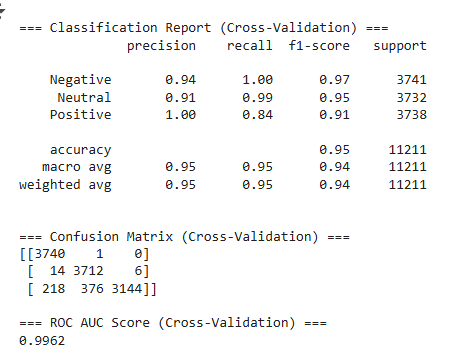 === Classification Report (Cross-Validation) ===
precision recall f1-score support
Negative 0.94 1.00 0.97 3741
Neutral 0.91 0.99 0.95 3732
Positive 1.00 0.84 0.91 3738
accuracy 0.95 11211
macro avg 0.95 0.95 0.94 11211
weighted avg 0.95 0.95 0.94 11211
=== Confusion Matrix (Cross-Validation) ===
[[3740 1 0]
[ 14 3712 6]
[ 218 376 3144]]
=== ROC AUC Score (Cross-Validation) ===
0.9962